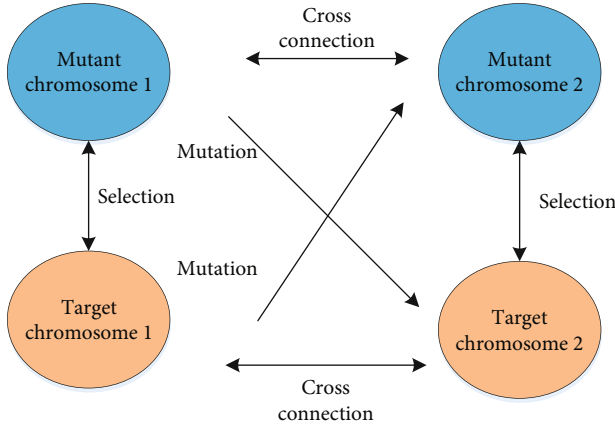 Cross
connection
Mutant
chromosome 1
Mutant
chromosome 2
Mutation
Selection
Selection
Mutation
Target
chromosome 1
Target
chromosome 2
Cross
connection